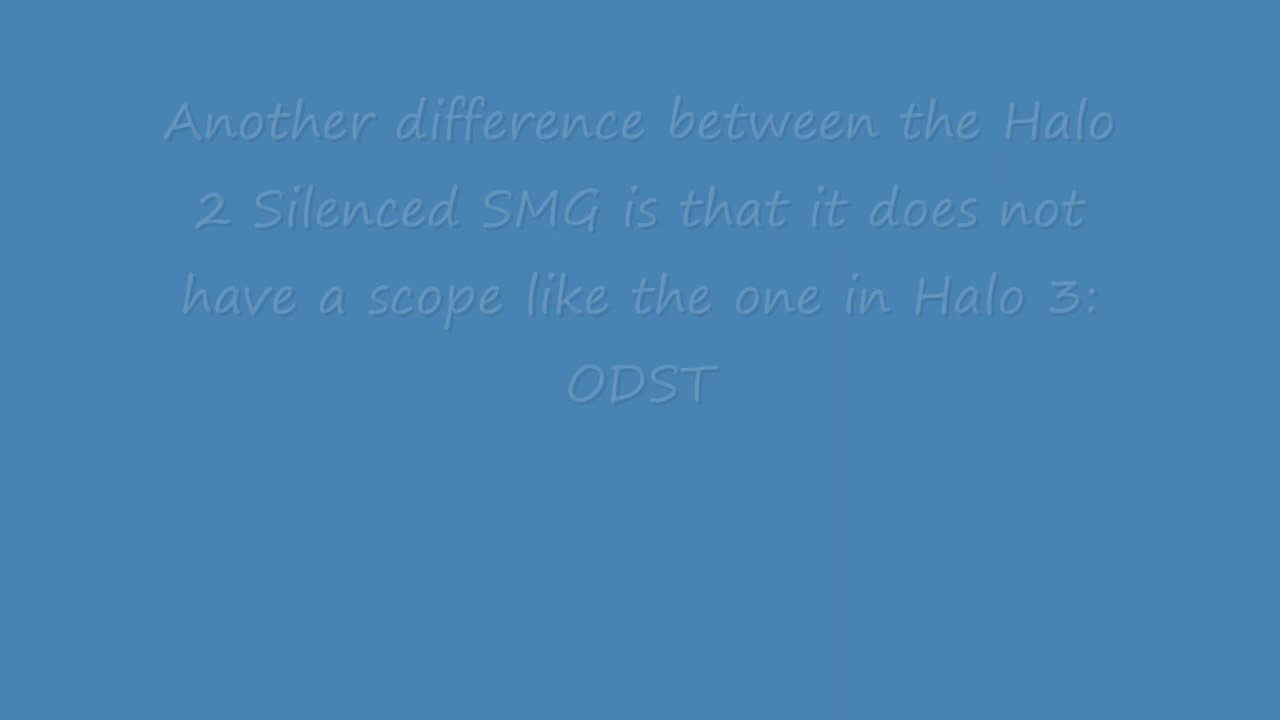 Another difference between the Halo
2 Silenced SMG is that it does not
have a scope like the one in Halo 3:
ODST